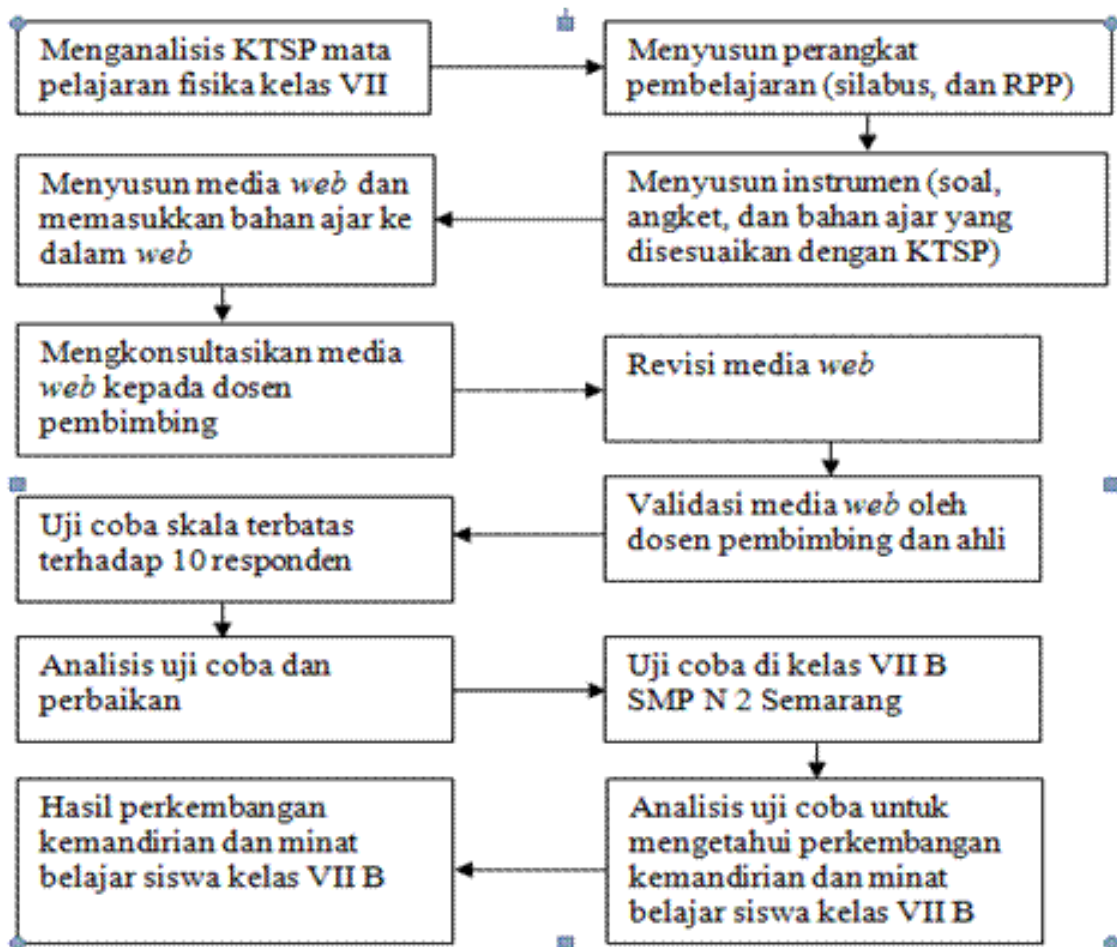 Menganalisis KTSP mata
pelajaran fisika kelas VII
Menyusun perangkat
pembelajaran (silabus, dan RPP)
Menyusun instrumen (soal,
angket, dan bahan ajar yang
disesuaikan dengan KTSP)
Menyusun media web dan
memasukkan bahan ajar ke
dalam web
Mengkonsultasikan media
web kepada dosen
pembimbing
Revisi media web
Validasi media web oleh
dosen pembimbing dan ahli
Uji coba skala terbatas
terhadap 10 responden
Analisis uji coba dan
perbaikan
Uji coba di kelas VII B
SMP N 2 Semarang
Analisis uji coba untuk
mengetahui perkembangan
kemandirian dan minat
belajar siswa kelas VII B
Hasil perkembangan
kemandirian dan minat
belajar siswa kelas VII B